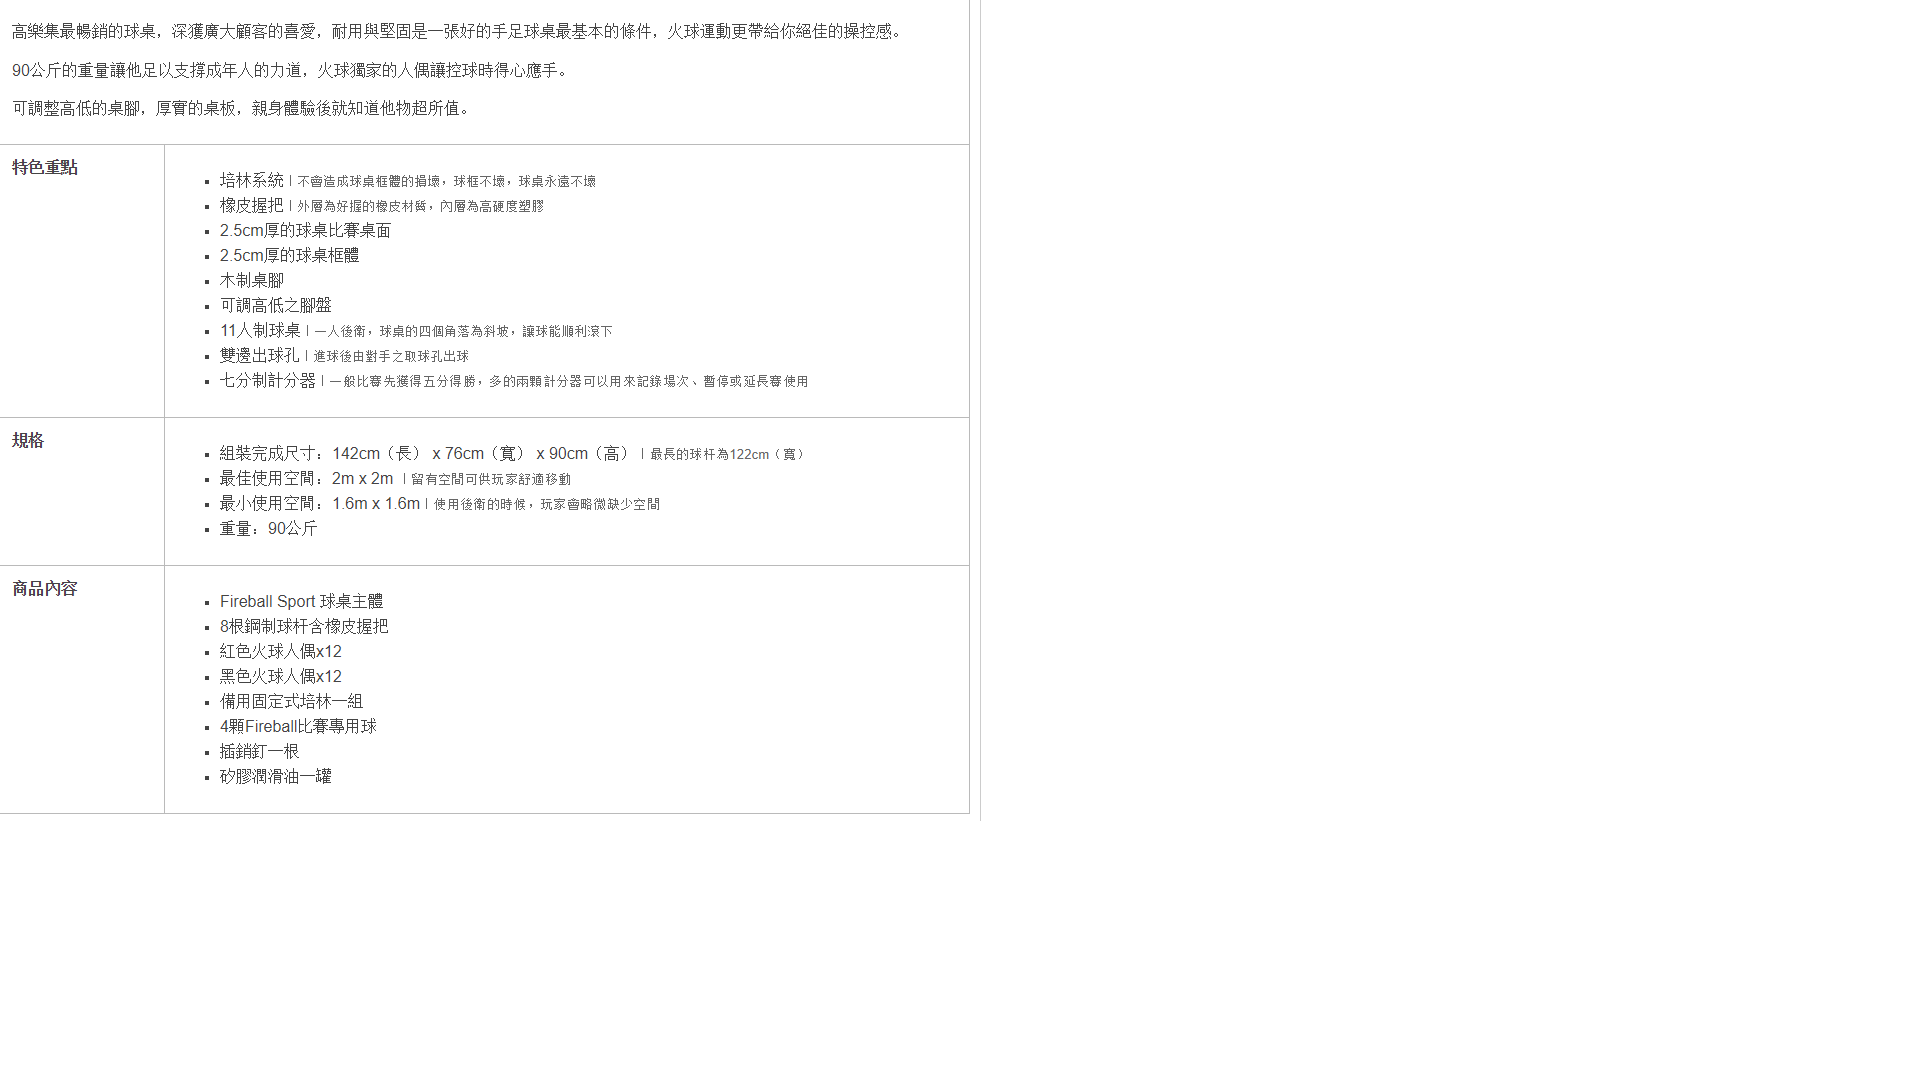 高樂集最暢銷的球桌，深獲廣大顧客的喜愛，耐用與堅固是一張好的手足球桌最基本的條件，火球運動更帶給你絕佳的操控感。
90公斤的重量讓他足以支撐成年人的力道，火球獨家的人偶讓控球時得心應手。
可調整高低的桌腳，厚實的桌板，親身體驗後就知道他物超所值。
特色重點
培林系統 | 不會造成球桌框體的損壞，球框不壞，球桌永遠不壞
橡皮握把 | 外層為好握的橡皮材質，內層為高硬度塑膠
2.5cm厚的球桌比賽桌面
2.5cm厚的球桌框體
木制桌腳
可調高低之腳盤
11人制球桌 | 一人後衛，球桌的四個角落為斜坡，讓球能順利滾下
雙邊出球孔 | 進球後由對手之取球孔出球
七分制計分器 | 一般比賽先獲得五分得勝，多的兩顆計分器可以用來記錄場次、暫停或延長賽使用
規格
組裝完成尺寸：142cm（長） x 76cm（寬） x 90cm（高） | 最長的球杆為122cm（寬）
最佳使用空間：2m x 2m | 留有空間可供玩家舒適移動
最小使用空間：1.6m x 1.6m | 使用後衛的時候，玩家會略微缺少空間
重量：90公斤
商品內容
Fireball Sport 球桌主體
8根鋼制球杆含橡皮握把
紅色火球人偶x12
黑色火球人偶x12
備用固定式培林一組
4顆Fireball比賽專用球
插銷釘一根
矽膠潤滑油一罐